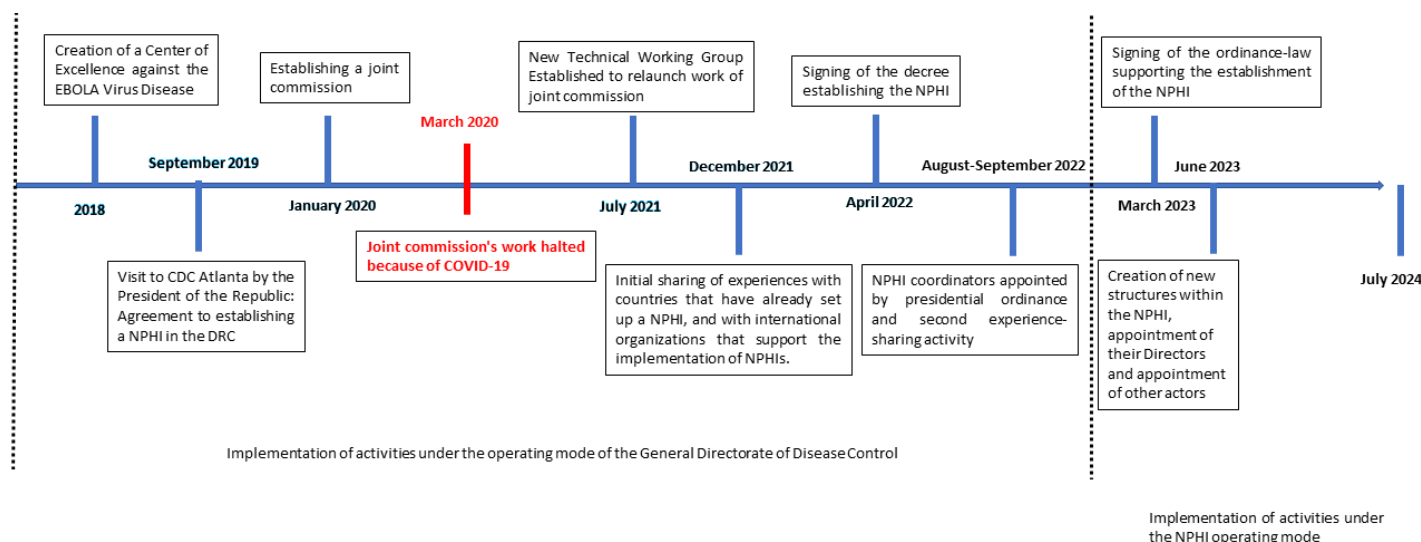 Creation of a Center of
Excellence against the
EBOLA Virus Disease
Establishing a joint
commission
New Technical Working Group
Established to relaunch work of
joint commission
Signing of the decree
establishing the NPHI
Signing of the ordinance-law
supporting the establishment
of the NPHI
March 2020
September 2019
December 2021
August-September 2022
June 2023
2018
January 2020
July 2021
April 2022
March 2023
July 2024
Visit to CDC Atlanta by the
President of the Republic:
Agreement to establishing
a NPHI in the DRC
Joint commission's work halted
because of COVID-19
Initial sharing of experiences with
countries that have already set
up a NPHI, and with international
organizations that support the
implementation of NPHIs.
NPHI coordinators appointed
by presidential ordinance
and second experience-
sharing activity
Creation of new
structures within
the NPHI,
appointment of
their Directors
and appointment
of other actors
Implementation of activities under the operating mode of the General Directorate of Disease Control
Implementation of activities under
the NPHI operating mode